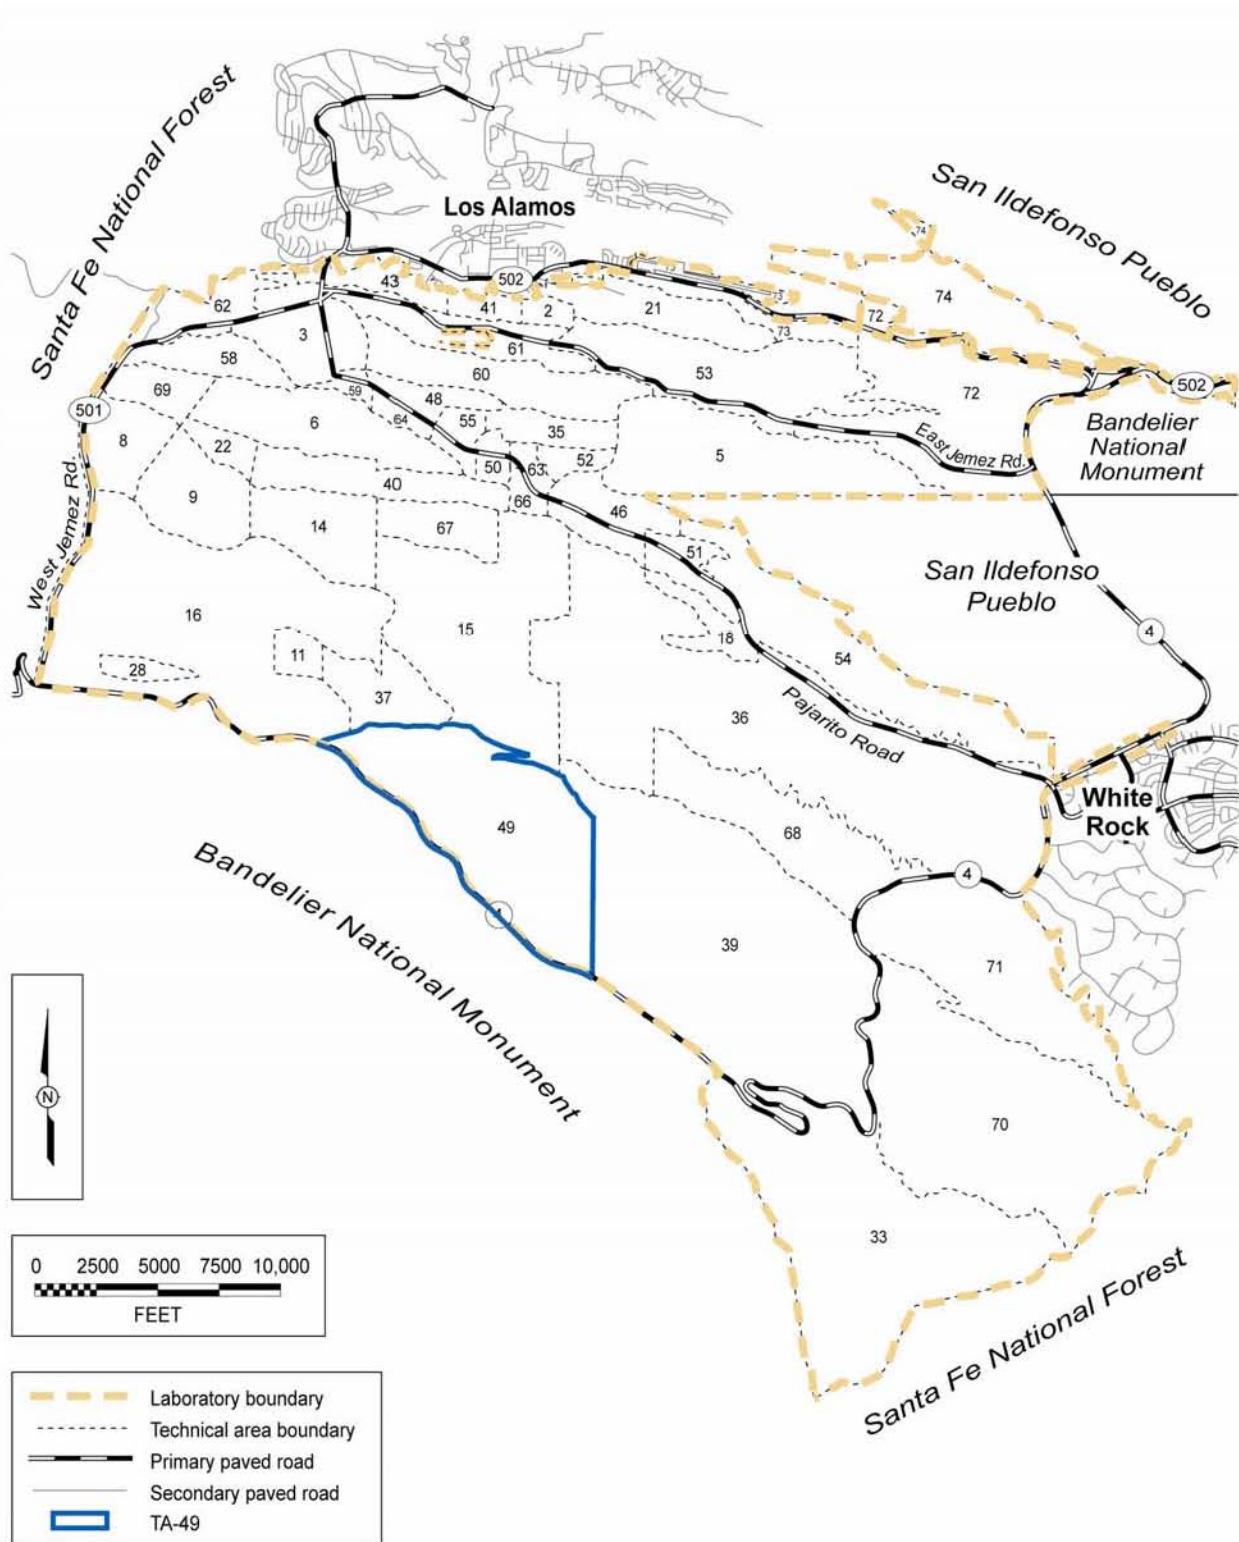 Santa Fe National Forest
Los Alamos
San Ildefonso Pueblo
502
74
74
43
62
41
2
21
73
72
73
3
61
58
53
60
72
502
69
59
48
501
6
64
55
35
East Jemez Rd.
Bandelier
National
Monument
8
22
50
63
52
5
40
9
66
46
14
67
51
West Jemez Rd.
San Ildefonso
Pueblo
16
15
18
4
54
11
28
37
36
Pajarito Road
White
Rock
49
68
4
Bandelier National Monument
4
39
71
N
70
33
Santa Fe National Forest
0 2500 5000 7500 10,000
FEET
Laboratory boundary
Technical area boundary
Primary paved road
Secondary paved road
TA-49